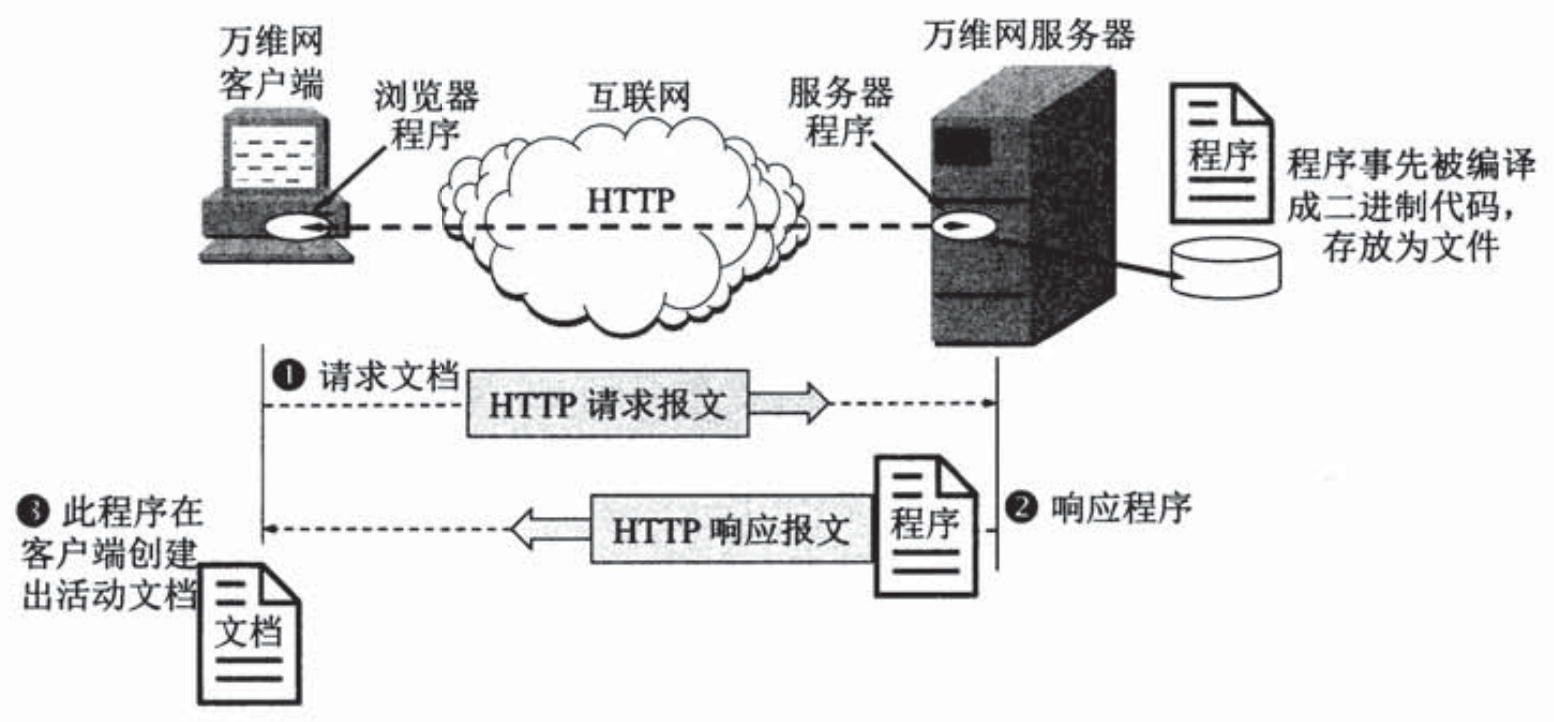 万维网
客户端
浏览器
程序
互联网
HTTP
服务器
程序
万维网服务器
程序
程序事先被编译
成二进制代码，
存放为文件
❶ 请求文档
HTTP 请求报文
❸ 此程序在
客户端创建
出活动文档
文档
HTTP 响应报文
程序
❷ 响应程序